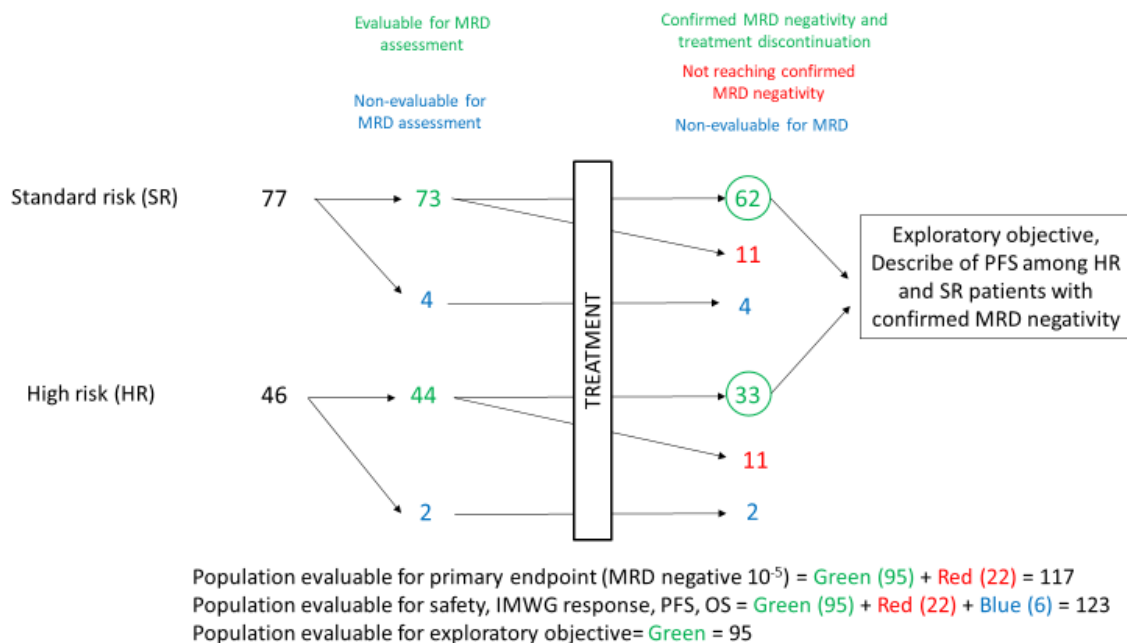 Evaluable for MRD
assessment
Confirmed MRD negativity and
treatment discontinuation
Not reaching confirmed
MRD negativity
Non-evaluable for
MRD assessment
Non-evaluable for MRD
Standard risk (SR)
77
73
62
11
4
4
High risk (HR)
46
44
33
11
2
2
TREATMENT
Exploratory objective,
Describe of PFS among HR
and SR patients with
confirmed MRD negativity
Population evaluable for primary endpoint (MRD negative 10⁻⁵) = Green (95) + Red (22) = 117
Population evaluable for safety, IMWG response, PFS, OS = Green (95) + Red (22) + Blue (6) = 123
Population evaluable for exploratory objective= Green = 95